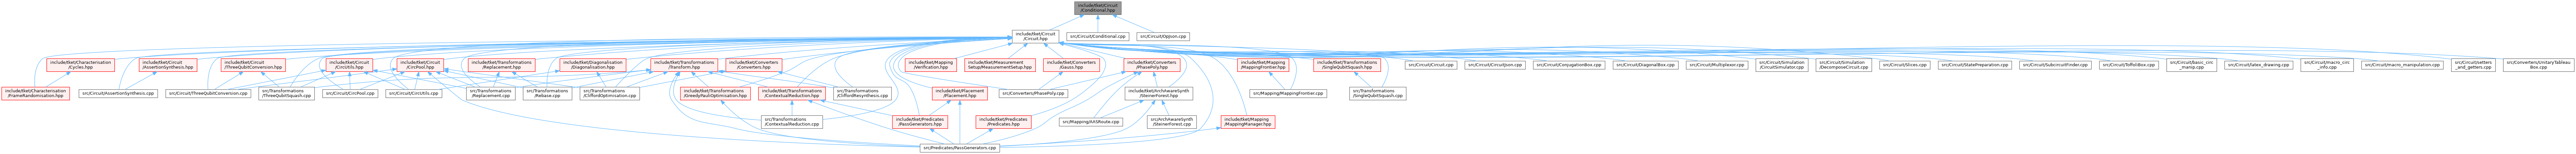 include/tket/Circuit
/Conditional.hpp
include/tket/Circuit
/Circuit.hpp
src/Circuit/Conditional.cpp
src/Circuit/OpJson.cpp
include/tket/Characterisation
/Cycles.hpp
include/tket/Circuit
/AssertionSynthesis.hpp
include/tket/Circuit
/ThreeQubitConversion.hpp
include/tket/Circuit
/CircUtils.hpp
include/tket/Circuit
/CircPool.hpp
include/tket/Transformations
/Replacement.hpp
include/tket/Diagonalisation
/Diagonalisation.hpp
include/tket/Transformations
/Transform.hpp
include/tket/Converters
/Converters.hpp
include/tket/Mapping
/Verification.hpp
include/tket/Measurement
Setup/MeasurementSetup.hpp
include/tket/Converters
/Gauss.hpp
include/tket/Converters
/PhasePoly.hpp
include/tket/Mapping
/MappingFrontier.hpp
include/tket/Transformations
/SingleQubitSquash.hpp
src/Circuit/Circuit.cpp
src/Circuit/CircuitJson.cpp
src/Circuit/ConjugationBox.cpp
src/Circuit/DiagonalBox.cpp
src/Circuit/Multiplexor.cpp
src/Circuit/Simulation
/CircuitSimulator.cpp
src/Circuit/Simulation
/DecomposeCircuit.cpp
src/Circuit/Slices.cpp
src/Circuit/StatePreparation.cpp
src/Circuit/SubcircuitFinder.cpp
src/Circuit/ToffoliBox.cpp
src/Circuit/basic_circ
_manip.cpp
src/Circuit/latex_drawing.cpp
src/Circuit/macro_circ
_info.cpp
src/Circuit/macro_manipulation.cpp
src/Circuit/setters
_and_getters.cpp
src/Converters/UnitaryTableau
Box.cpp
include/tket/Characterisation
/FrameRandomisation.hpp
src/Circuit/AssertionSynthesis.cpp
src/Circuit/ThreeQubitConversion.cpp
src/Transformations
/ThreeQubitSquash.cpp
src/Circuit/CircPool.cpp
src/Circuit/CircUtils.cpp
src/Transformations
/Replacement.cpp
src/Transformations
/Rebase.cpp
src/Transformations
/CliffordOptimisation.cpp
include/tket/Transformations
/GreedyPauliOptimisation.hpp
include/tket/Transformations
/ContextualReduction.hpp
src/Transformations
/CliffordResynthesis.cpp
include/tket/Placement
/Placement.hpp
src/Converters/PhasePoly.cpp
include/tket/ArchAwareSynth
/SteinerForest.hpp
src/Mapping/MappingFrontier.cpp
src/Transformations
/SingleQubitSquash.cpp
src/Transformations
/ContextualReduction.cpp
include/tket/Predicates
/PassGenerators.hpp
include/tket/Predicates
/Predicates.hpp
src/Mapping/AASRoute.cpp
src/ArchAwareSynth
/SteinerForest.cpp
include/tket/Mapping
/MappingManager.hpp
src/Predicates/PassGenerators.cpp